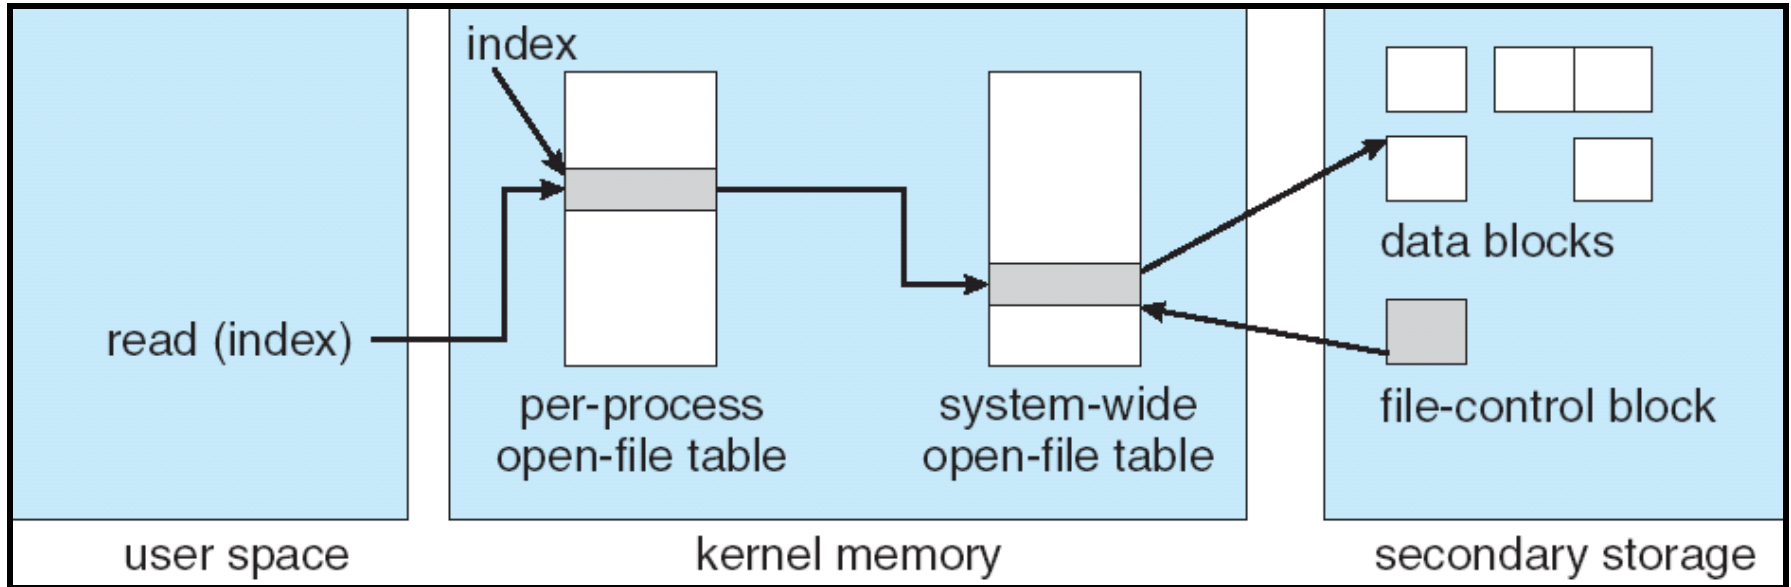 index
read (index)
per-process
open-file table
system-wide
open-file table
data blocks
file-control block
user space
kernel memory
secondary storage